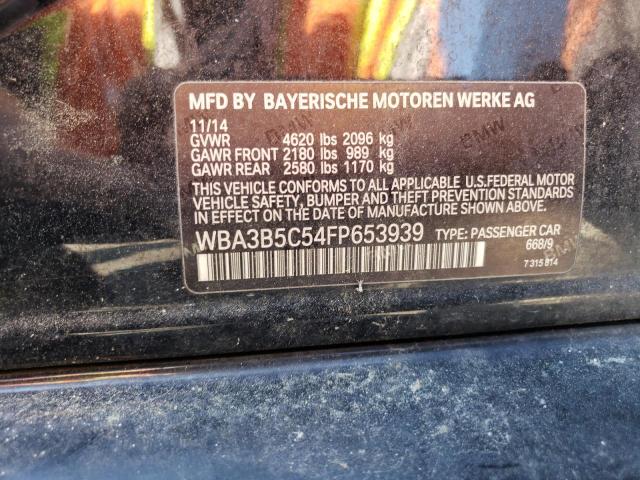 MFD BY BAYERISCHE MOTOREN WERKE AG
11/14
GVWR 4620 lbs 2096 kg
GAWR FRONT 2180 lbs 989 kg
GAWR REAR 2580 lbs 1170 kg
THIS VEHICLE CONFORMS TO ALL APPLICABLE U.S.FEDERAL MOTOR
VEHICLE SAFETY, BUMPER AND THEFT PREVENTION STANDARDS
IN EFFECT ON THE DATE OF MANUFACTURE SHOWN ABOVE.
WBA3B5C54FP653939 TYPE: PASSENGER CAR
668/9
7 315 814